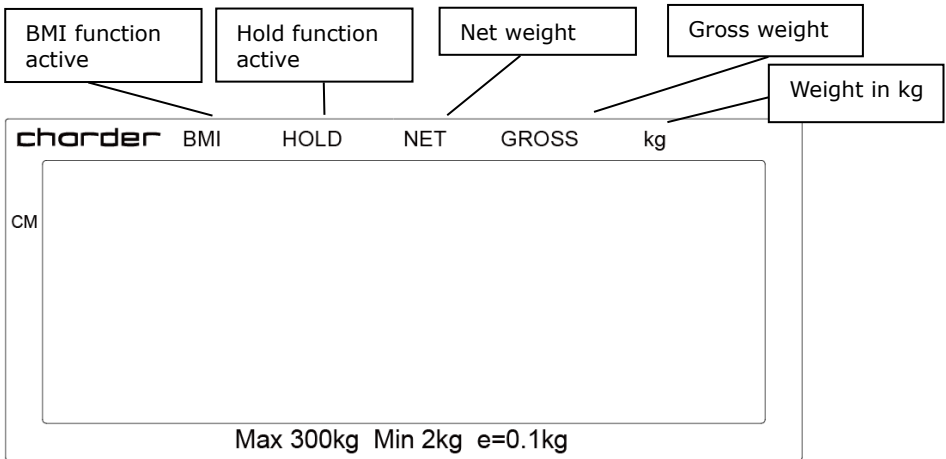 BMI function
active
Hold function
active
Net weight
Gross weight
Weight in kg
charder BMI HOLD NET GROSS kg
CM
Max 300kg Min 2kg e=0.1kg